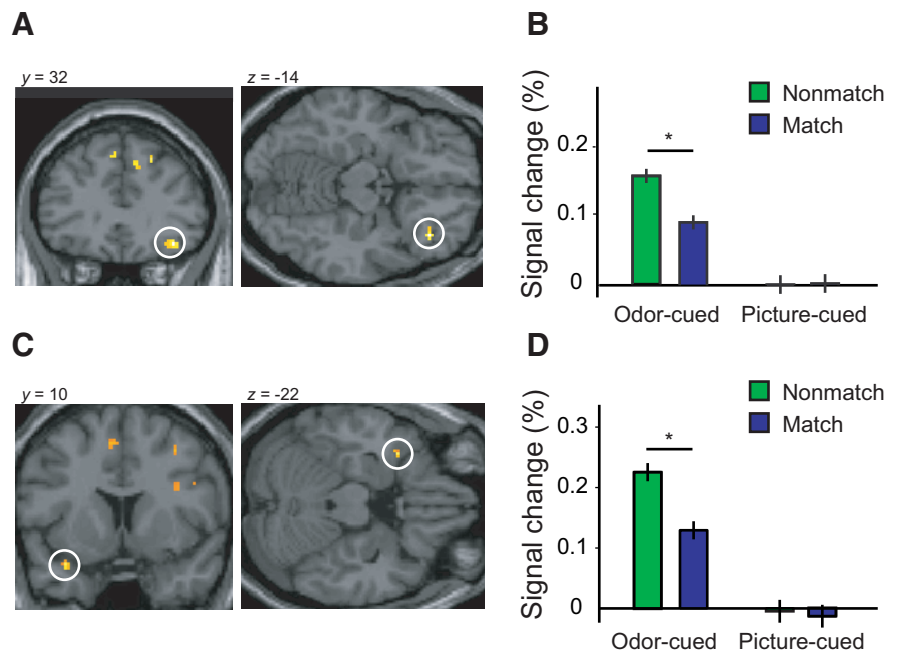 A
y = 32
z = -14
B
Signal change (%)
0.2
0.1
0
*
Nonmatch
Match
Odor-cued
Picture-cued
C
y = 10
z = -22
D
Signal change (%)
0.3
0.2
0.1
0
*
Nonmatch
Match
Odor-cued
Picture-cued